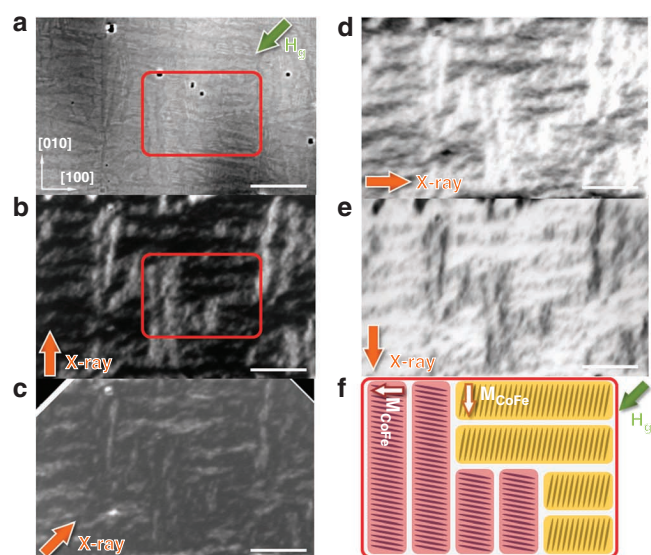 a
H_g
[010]
[100]
b
X-ray
c
X-ray
d
X-ray
e
X-ray
f
M_CoFe
M_CoFe
H_g